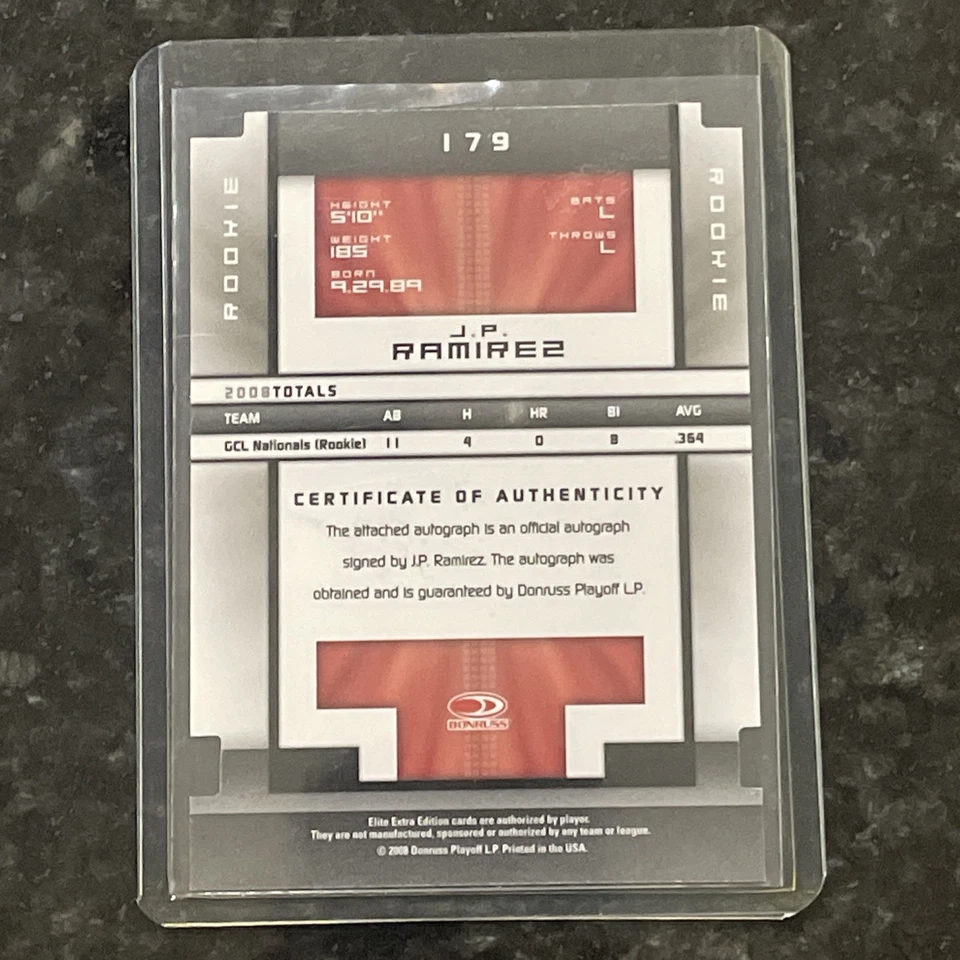 179
ROOKIE
ROOKIE
HEIGHT
5'10"
BATS
L
WEIGHT
185
THROWS
L
BORN
9.29.89
J.P.
RAMIREZ
2008TOTALS
TEAM AB H HR BI AVG
GCL Nationals (Rookie) 11 4 0 8 .364
CERTIFICATE OF AUTHENTICITY
The attached autograph is an official autograph
signed by J.P. Ramirez. The autograph was
obtained and is guaranteed by Donruss Playoff L.P.
DONRUSS
Elite Extra Edition cards are authorized by player.
They are not manufactured, sponsored or authorized by any team or league.
© 2008 Donruss Playoff L.P. Printed in the USA.